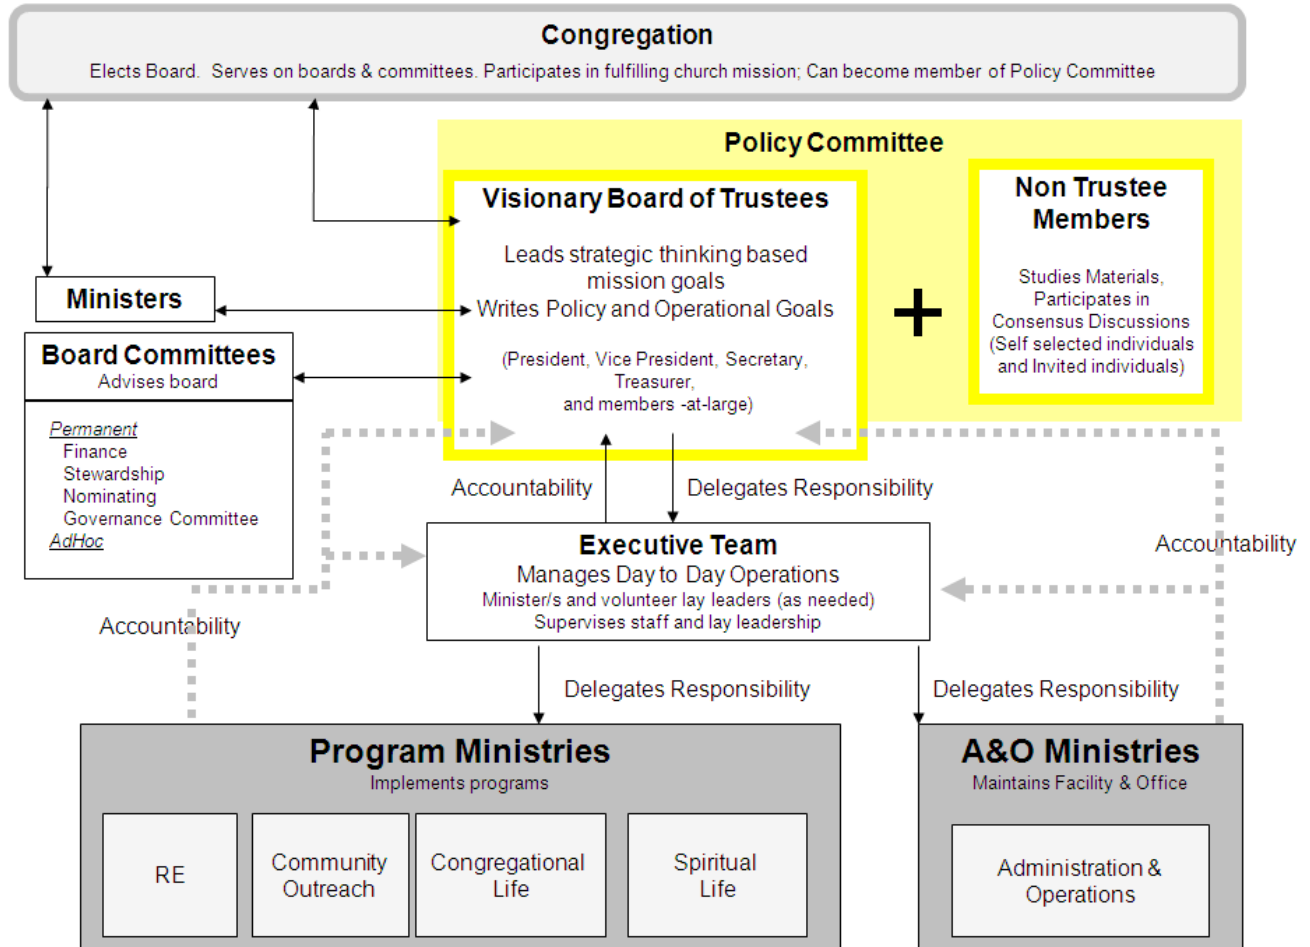 Congregation
Elects Board. Serves on boards & committees. Participates in fulfilling church mission; Can become member of Policy Committee
Policy Committee
Visionary Board of Trustees
Leads strategic thinking based
mission goals
Writes Policy and Operational Goals
(President, Vice President, Secretary,
Treasurer,
and members -at-large)
+
Non Trustee
Members
Studies Materials,
Participates in
Consensus Discussions
(Self selected individuals
and Invited individuals)
Ministers
Board Committees
Advises board
Permanent
Finance
Stewardship
Nominating
Governance Committee
AdHoc
Accountability
Delegates Responsibility
Executive Team
Manages Day to Day Operations
Minister/s and volunteer lay leaders (as needed)
Supervises staff and lay leadership
Accountability
Accountability
Delegates Responsibility
Delegates Responsibility
Program Ministries
Implements programs
RE
Community
Outreach
Congregational
Life
Spiritual
Life
A&O Ministries
Maintains Facility & Office
Administration &
Operations